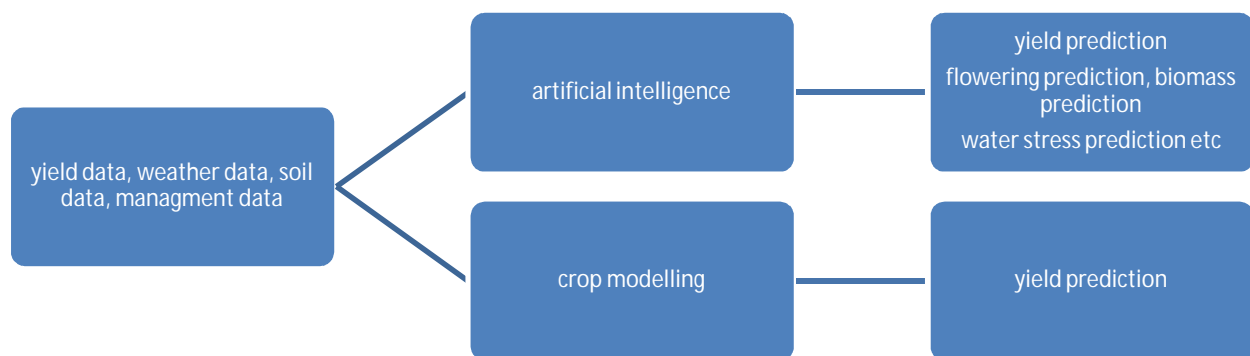 yield data, weather data, soil
data, managment data
artificial intelligence
yield prediction
flowering prediction, biomass
prediction
water stress prediction etc
crop modelling
yield prediction